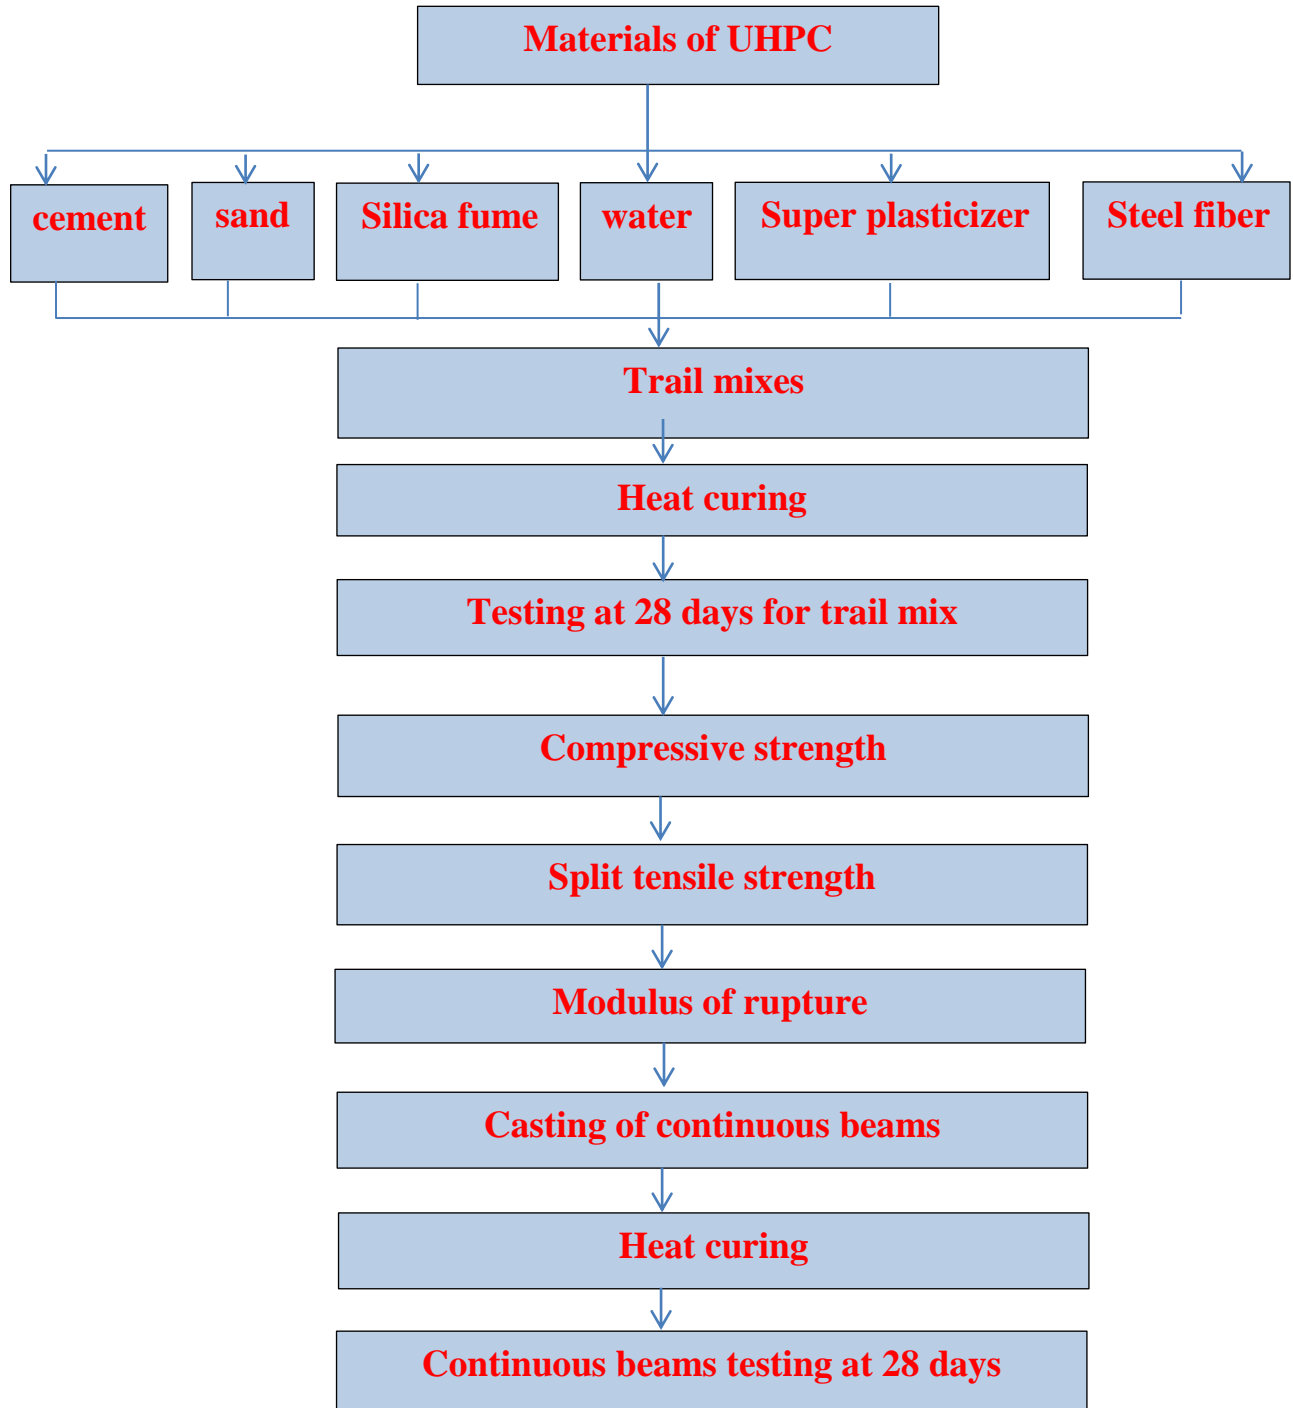 Materials of UHPC
cement
sand
Silica fume
water
Super plasticizer
Steel fiber
Trail mixes
Heat curing
Testing at 28 days for trail mix
Compressive strength
Split tensile strength
Modulus of rupture
Casting of continuous beams
Heat curing
Continuous beams testing at 28 days